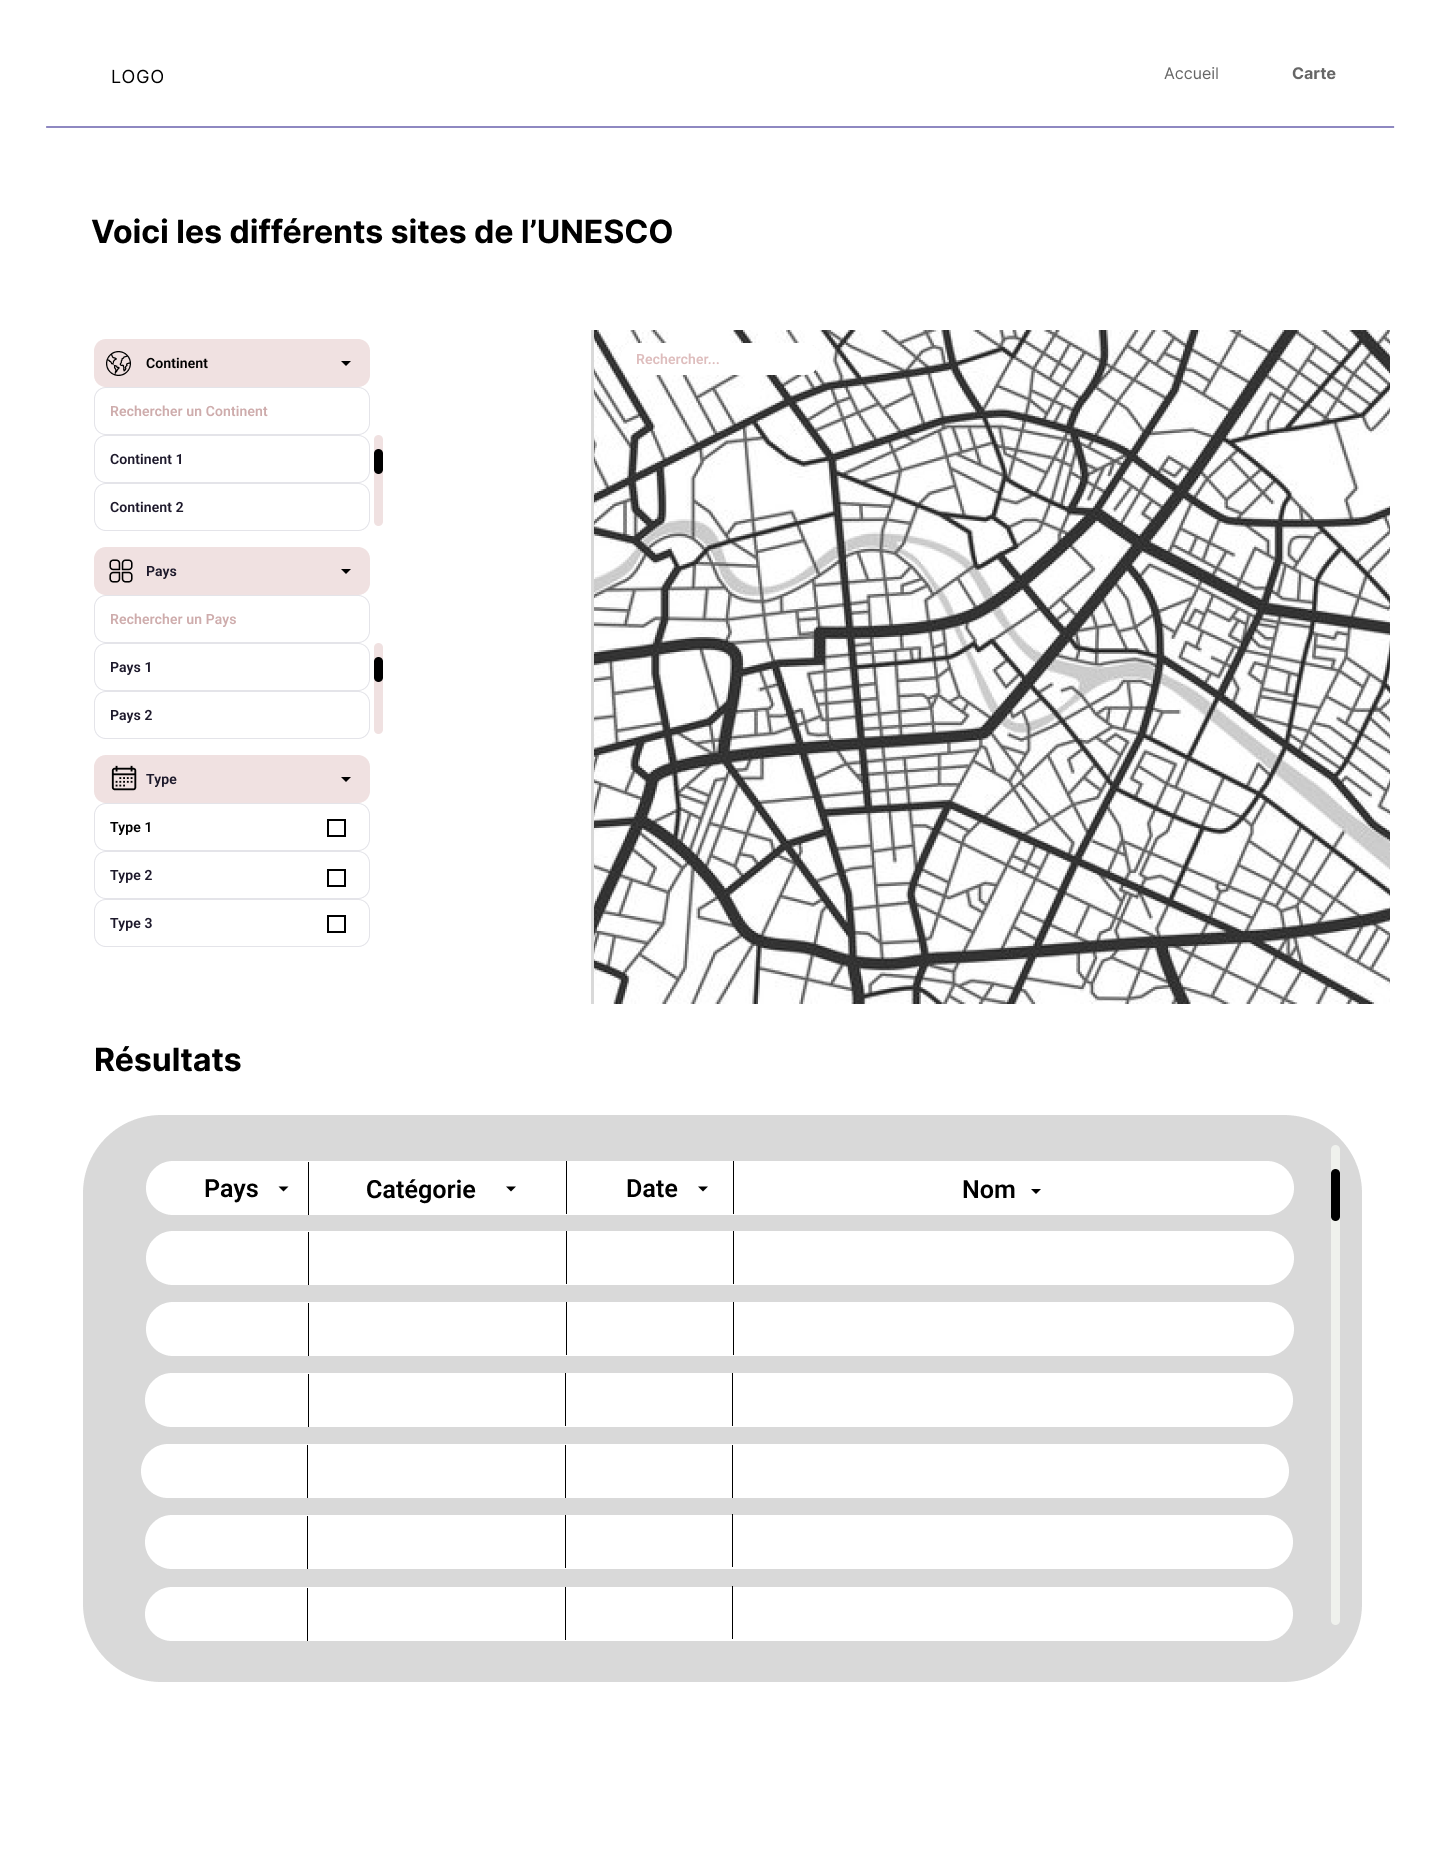 LOGO
Accueil
Carte
Voici les différents sites de l’UNESCO
Continent
Rechercher un Continent
Continent 1
Continent 2
Pays
Rechercher un Pays
Pays 1
Pays 2
Type
Type 1
Type 2
Type 3
Rechercher...
Résultats
Pays
Catégorie
Date
Nom